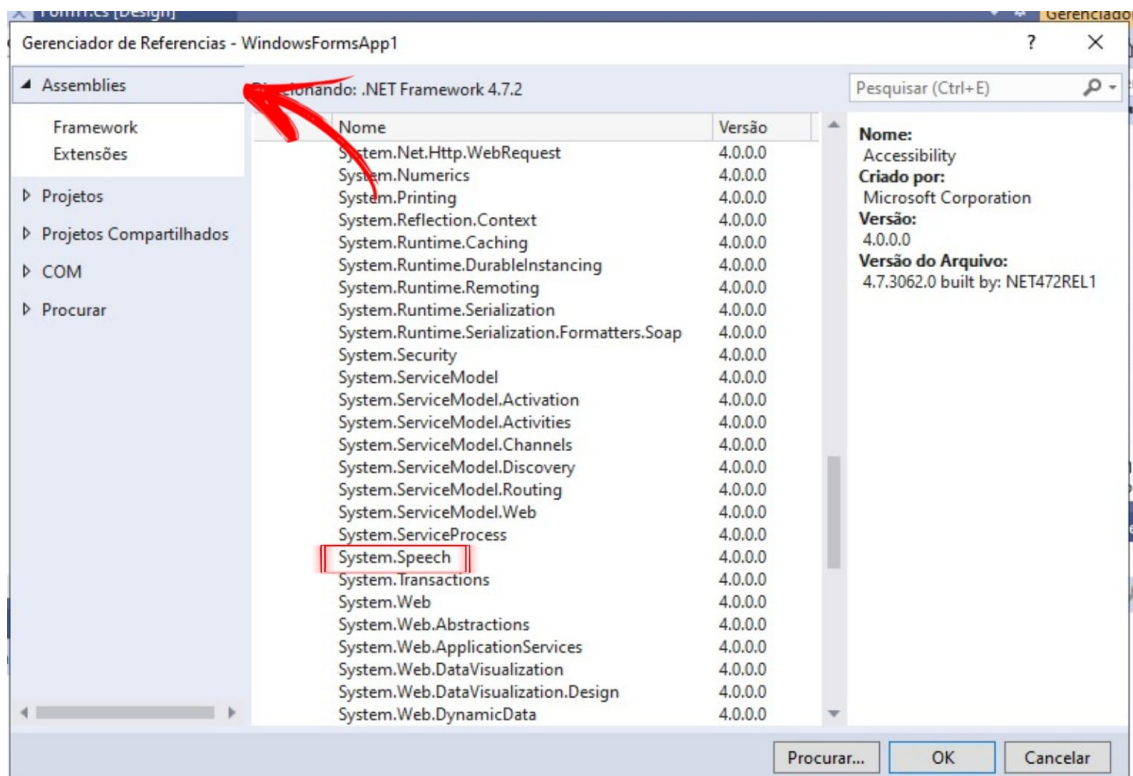 Form1.cs [Design]
Gerenciador
Gerenciador de Referencias - WindowsFormsApp1
? X
Assemblies
Framework
Extensões
Projetos
Projetos Compartilhados
COM
Procurar
.NET Framework 4.7.2
Pesquisar (Ctrl+E)
Nome Versão
System.Net.Http.WebRequest 4.0.0.0
System.Numerics 4.0.0.0
System.Printing 4.0.0.0
System.Reflection.Context 4.0.0.0
System.Runtime.Caching 4.0.0.0
System.Runtime.DurableInstancing 4.0.0.0
System.Runtime.Remoting 4.0.0.0
System.Runtime.Serialization 4.0.0.0
System.Runtime.Serialization.Formatters.Soap 4.0.0.0
System.Security 4.0.0.0
System.ServiceModel 4.0.0.0
System.ServiceModel.Activation 4.0.0.0
System.ServiceModel.Activities 4.0.0.0
System.ServiceModel.Channels 4.0.0.0
System.ServiceModel.Discovery 4.0.0.0
System.ServiceModel.Routing 4.0.0.0
System.ServiceModel.Web 4.0.0.0
System.ServiceProcess 4.0.0.0
System.Speech 4.0.0.0
System.Transactions 4.0.0.0
System.Web 4.0.0.0
System.Web.Abstractions 4.0.0.0
System.Web.ApplicationServices 4.0.0.0
System.Web.DataVisualization 4.0.0.0
System.Web.DataVisualization.Design 4.0.0.0
System.Web.DynamicData 4.0.0.0
Nome:
Accessibility
Criado por:
Microsoft Corporation
Versão:
4.0.0.0
Versão do Arquivo:
4.7.3062.0 built by: NET472REL1
Procurar... OK Cancelar